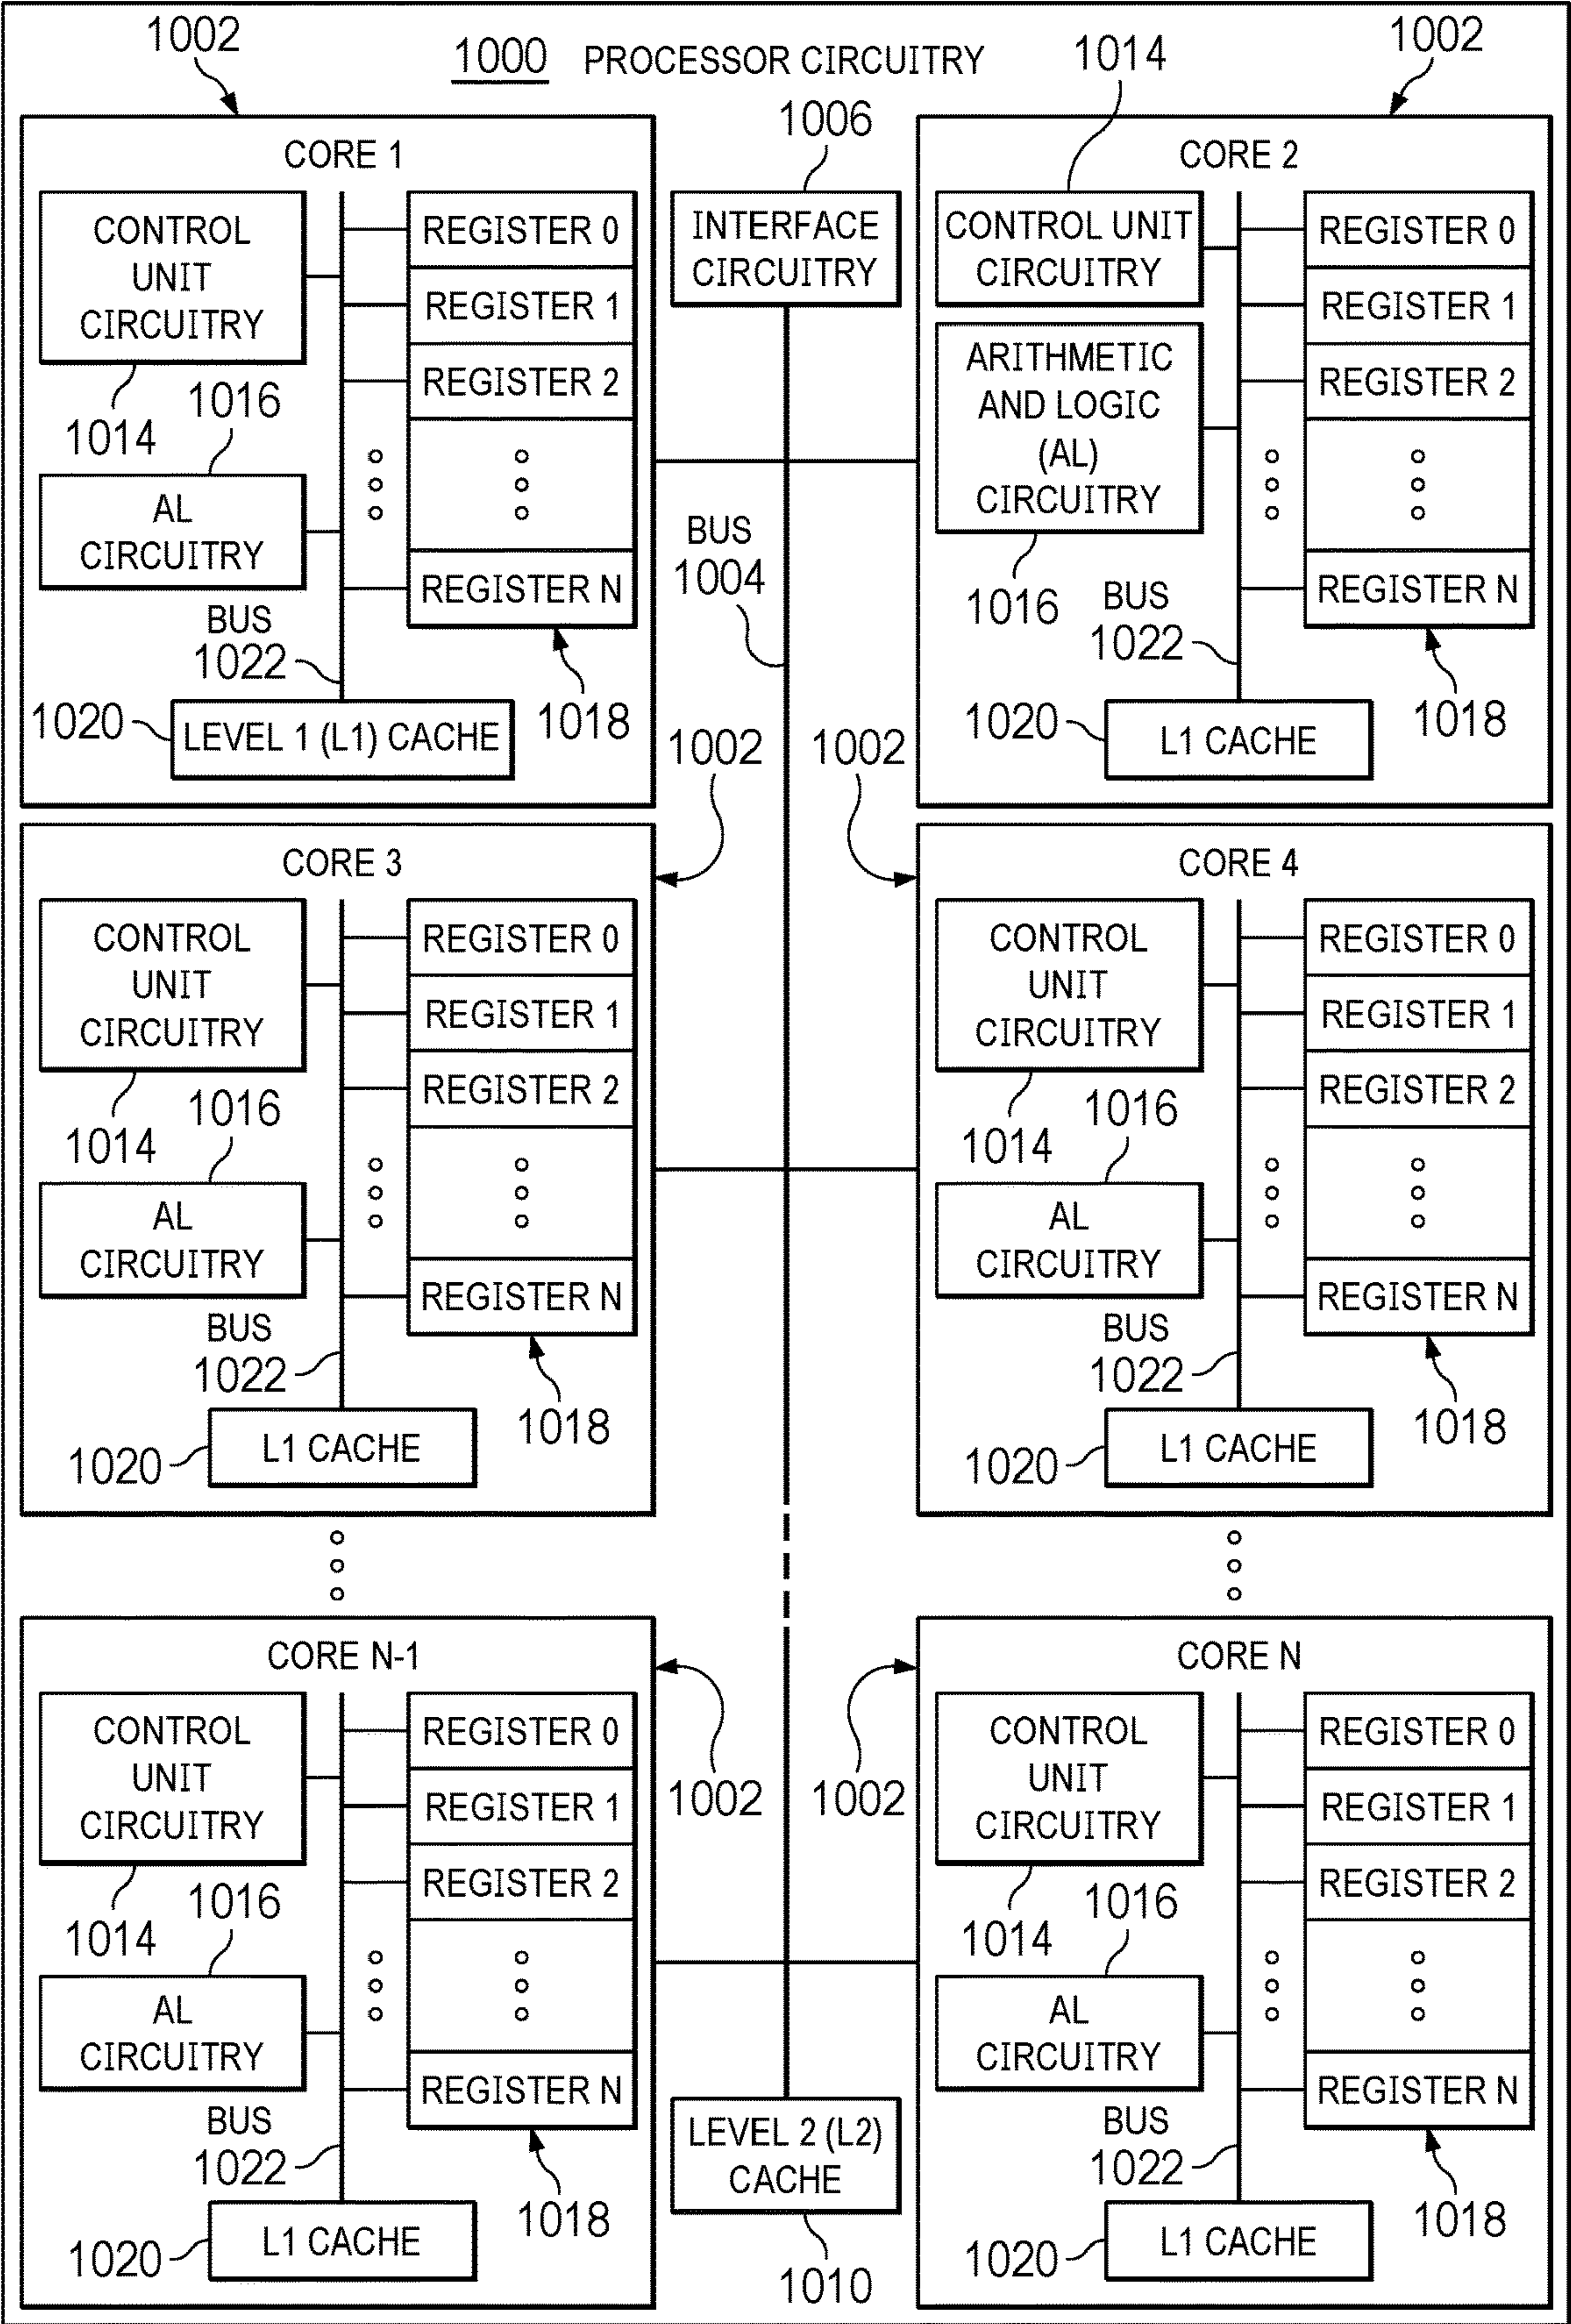 1002
1000 PROCESSOR CIRCUITRY
1014
1002
1006
CORE 1
CONTROL
UNIT
CIRCUITRY
1014
1016
AL
CIRCUITRY
REGISTER 0
REGISTER 1
REGISTER 2
REGISTER N
BUS
1022
1018
1020
LEVEL 1 (L1) CACHE
INTERFACE
CIRCUITRY
BUS
1004
CORE 2
CONTROL UNIT
CIRCUITRY
ARITHMETIC
AND LOGIC
(AL)
CIRCUITRY
1016
REGISTER 0
REGISTER 1
REGISTER 2
REGISTER N
BUS
1022
1018
1020
L1 CACHE
1002
1002
CORE 3
CONTROL
UNIT
CIRCUITRY
1014
1016
AL
CIRCUITRY
REGISTER 0
REGISTER 1
REGISTER 2
REGISTER N
BUS
1022
1018
1020
L1 CACHE
CORE 4
CONTROL
UNIT
CIRCUITRY
1014
1016
AL
CIRCUITRY
REGISTER 0
REGISTER 1
REGISTER 2
REGISTER N
BUS
1022
1018
1020
L1 CACHE
CORE N-1
CONTROL
UNIT
CIRCUITRY
1014
1016
AL
CIRCUITRY
REGISTER 0
REGISTER 1
REGISTER 2
REGISTER N
BUS
1022
1018
1020
L1 CACHE
1002
1002
LEVEL 2 (L2)
CACHE
1010
CORE N
CONTROL
UNIT
CIRCUITRY
1014
1016
AL
CIRCUITRY
REGISTER 0
REGISTER 1
REGISTER 2
REGISTER N
BUS
1022
1018
1020
L1 CACHE